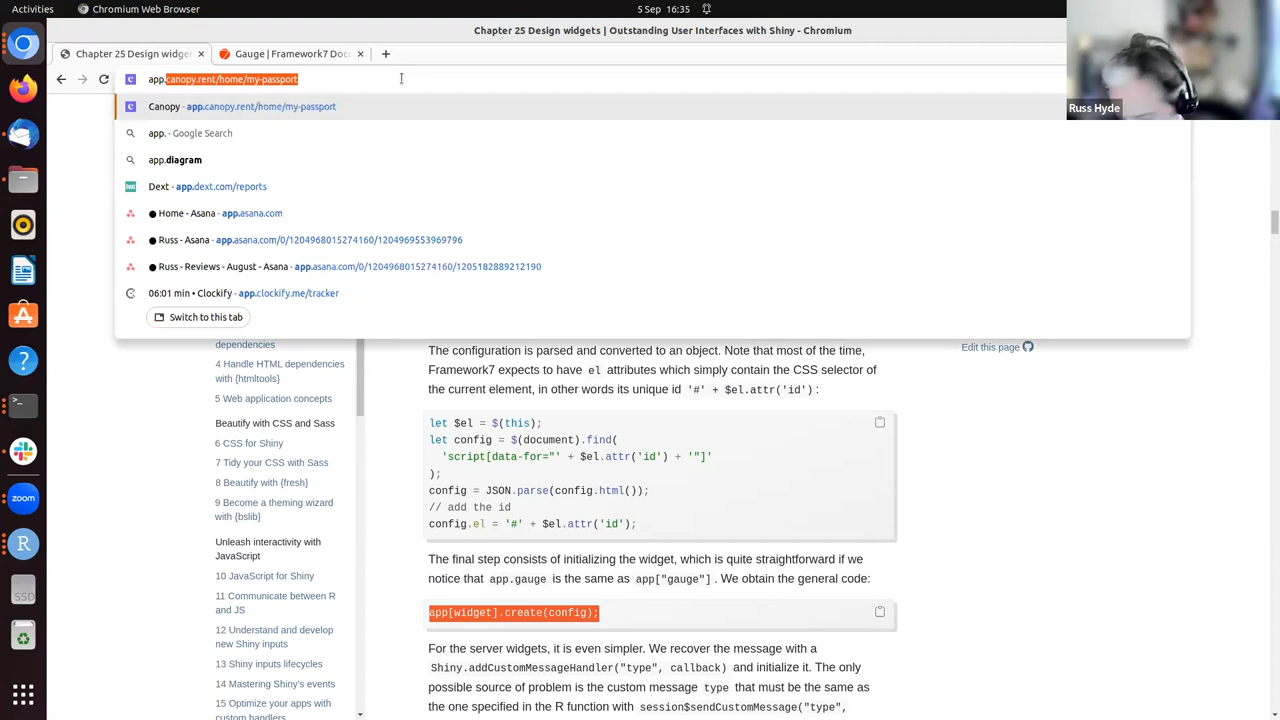 Activities
Chromium Web Browser
5 Sep 16:35
Chapter 25 Design widgets | Outstanding User Interfaces with Shiny - Chromium
Chapter 25 Design widge
Gauge | Framework7 Doc
app.canopy.rent/home/my-passport
Canopy - app.canopy.rent/home/my-passport
app. - Google Search
app.diagram
Dext - app.dext.com/reports
Home - Asana - app.asana.com
Russ - Asana - app.asana.com/0/1204968015274160/1204969553969796
Russ - Reviews - August - Asana - app.asana.com/0/1204968015274160/1205182889212190
06:01 min • Clockify - app.clockify.me/tracker
Switch to this tab
Russ Hyde
dependencies
4 Handle HTML dependencies
with {htmltools}
5 Web application concepts
Beautify with CSS and Sass
6 CSS for Shiny
7 Tidy your CSS with Sass
8 Beautify with {fresh}
9 Become a theming wizard
with {bslib}
Unleash interactivity with
JavaScript
10 JavaScript for Shiny
11 Communicate between R
and JS
12 Understand and develop
new Shiny inputs
13 Shiny inputs lifecycles
14 Mastering Shiny's events
15 Optimize your apps with
custom handlers
The configuration is parsed and converted to an object. Note that most of the time,
Framework7 expects to have el attributes which simply contain the CSS selector of
the current element, in other words its unique id '#' + $el.attr('id') :
let $el = $(this);
let config = $(document).find(
'script[data-for="' + $el.attr('id') + '"]'
);
config = JSON.parse(config.html());
// add the id
config.el = '#' + $el.attr('id');
The final step consists of initializing the widget, which is quite straightforward if we
notice that app.gauge is the same as app["gauge"] . We obtain the general code:
app[widget].create(config);
For the server widgets, it is even simpler. We recover the message with a
Shiny.addCustomMessageHandler("type", callback) and initialize it. The only
possible source of problem is the custom message type that must be the same as
the one specified in the R function with session$sendCustomMessage("type",
Edit this page
zoom
R
SSD